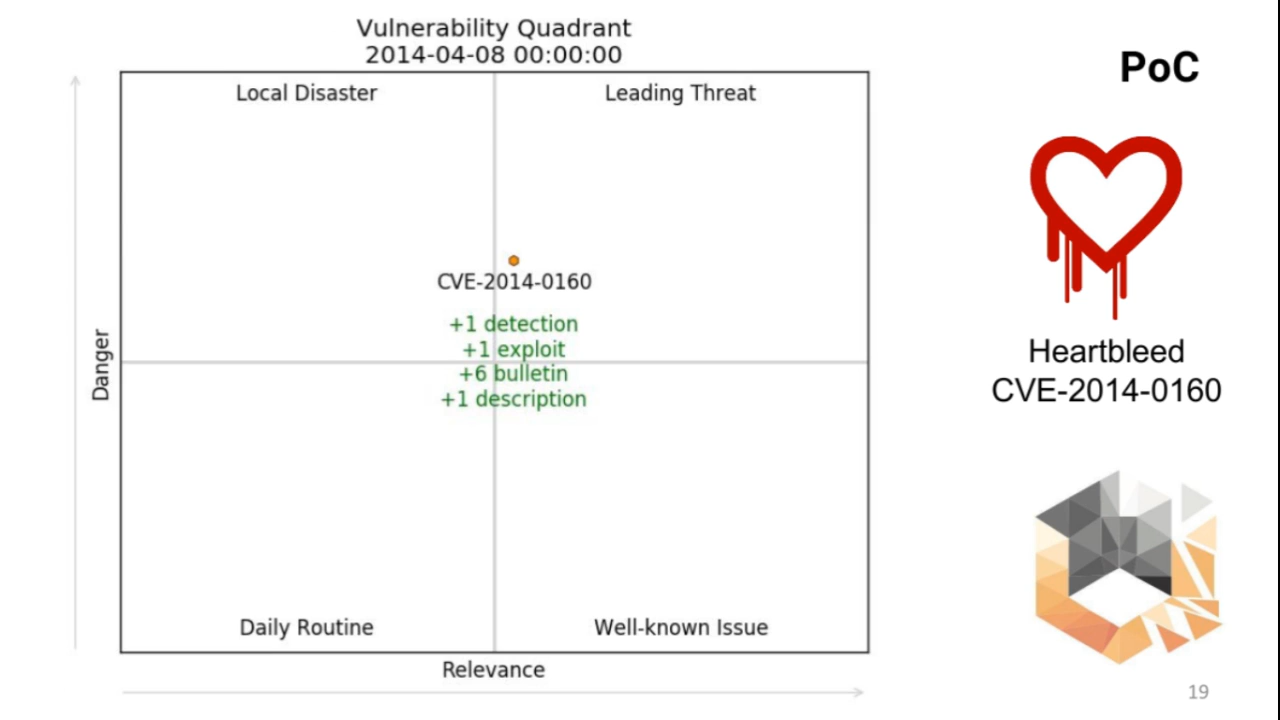 Vulnerability Quadrant
2014-04-08 00:00:00
PoC
Local Disaster
Leading Threat
CVE-2014-0160
+1 detection
+1 exploit
+6 bulletin
+1 description
Danger
Daily Routine
Well-known Issue
Relevance
Heartbleed
CVE-2014-0160
19